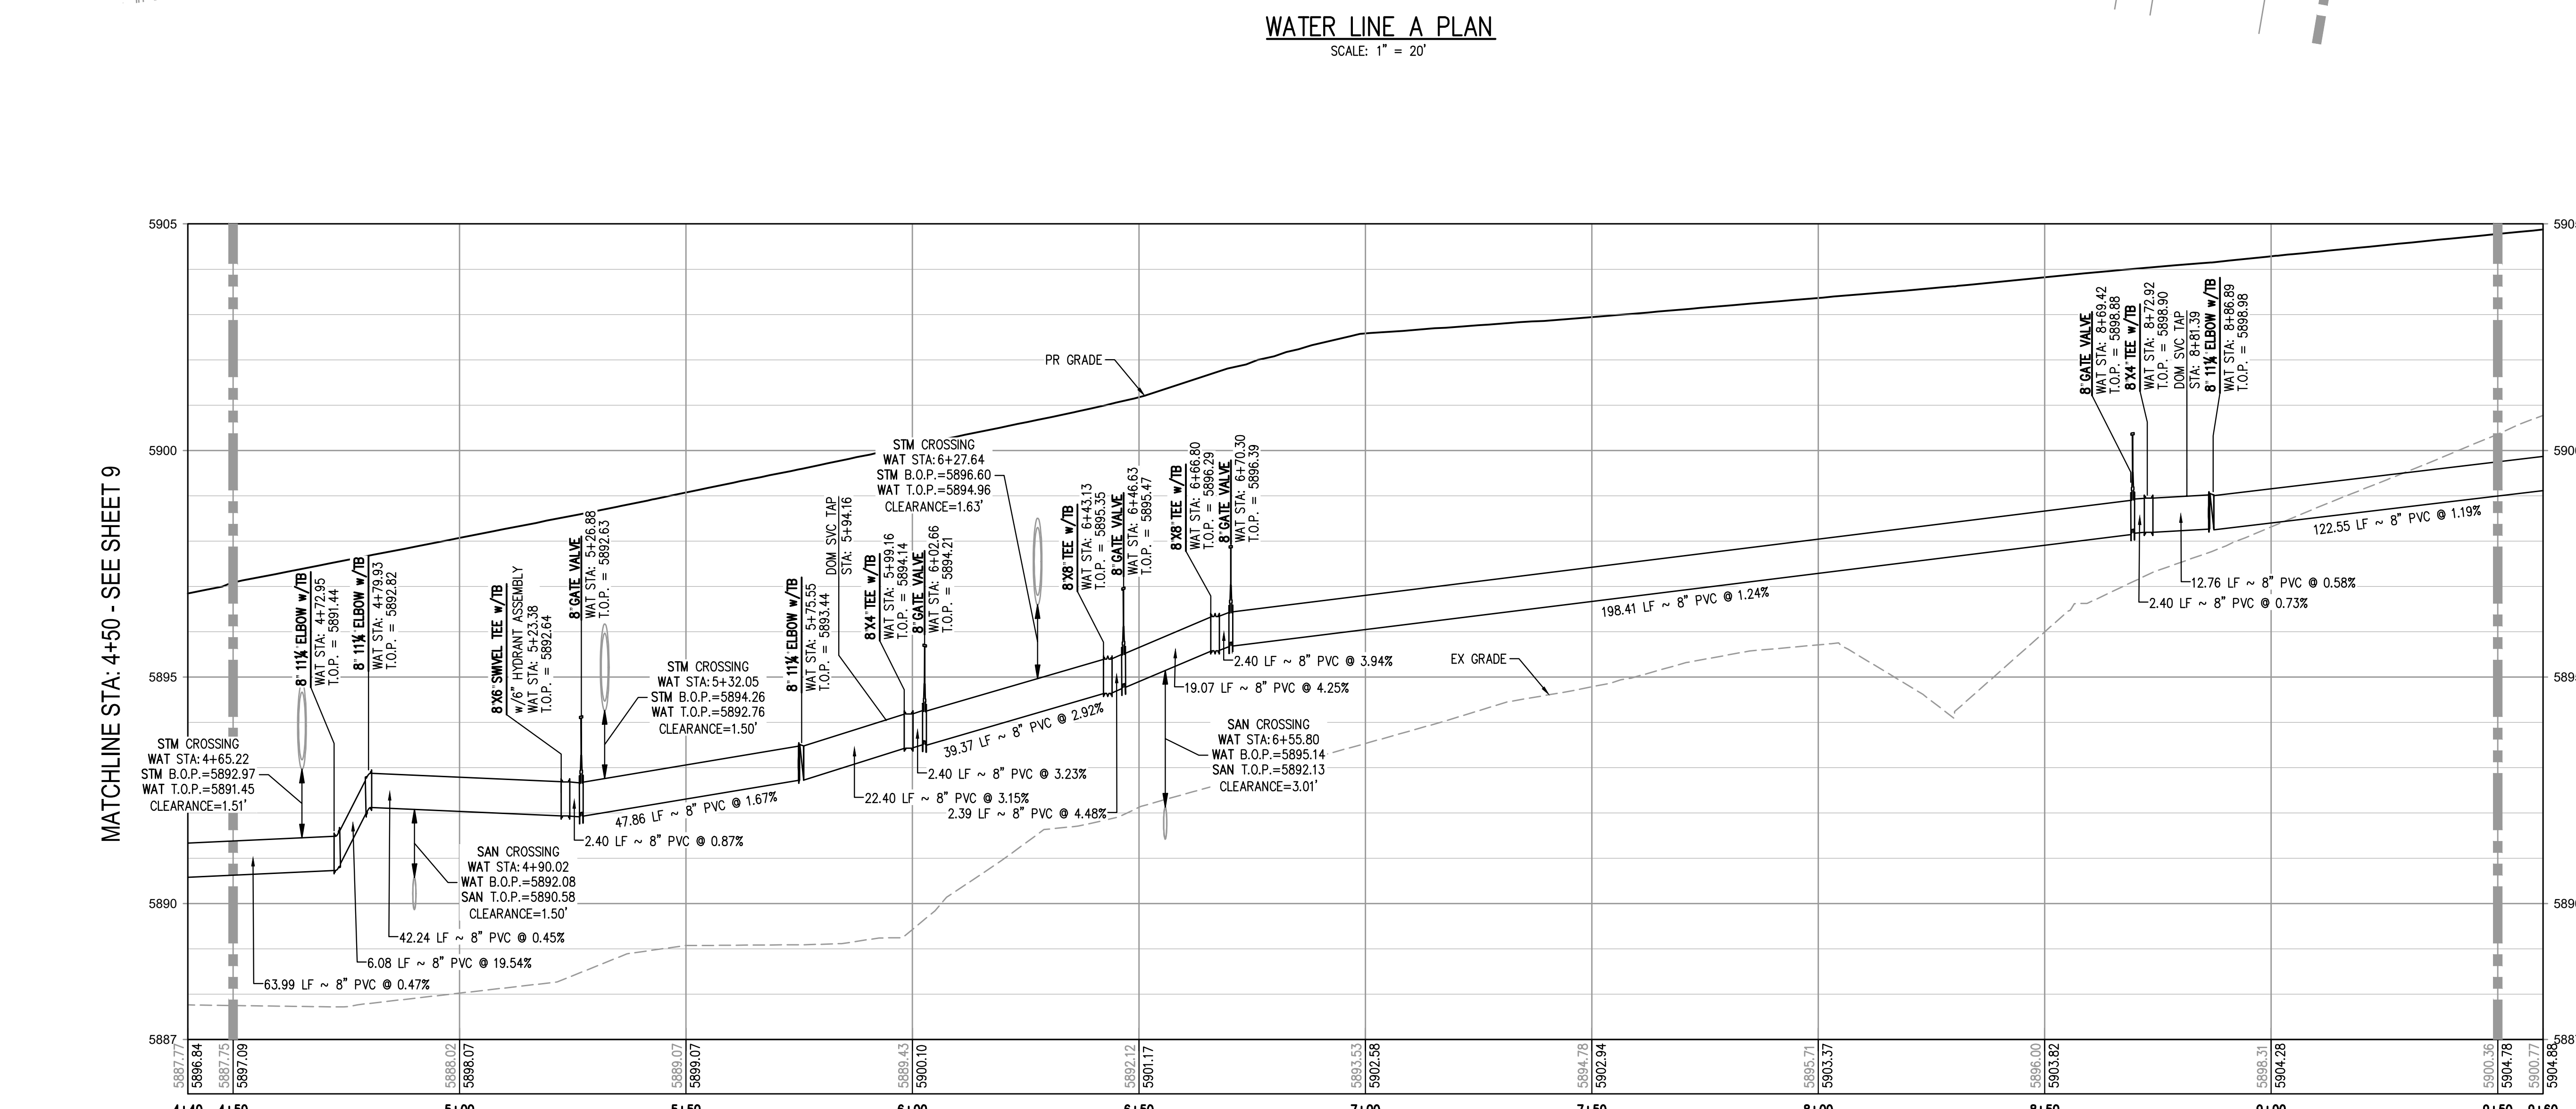 WATER LINE A PLAN
SCALE: 1" = 20'
MATCHLINE STA: 4+50 - SEE SHEET 9
5905
5900
5895
5890
5887
STM CROSSING
WAT STA:4+65.22
STM B.O.P.=5892.97
WAT T.O.P.=5891.45
CLEARANCE=1.51'
8" 11¼° ELBOW w/TB
WAT STA: 4+72.95
T.O.P. = 5891.44
8" 11¼° ELBOW w/TB
WAT STA: 4+79.93
T.O.P. = 5892.82
SAN CROSSING
WAT STA:4+90.02
WAT B.O.P.=5892.08
SAN T.O.P.=5890.58
CLEARANCE=1.50'
42.24 LF ~ 8" PVC @ 0.45%
6.08 LF ~ 8" PVC @ 19.54%
63.99 LF ~ 8" PVC @ 0.47%
8"X6" SWIVEL TEE w/TB
w/6" HYDRANT ASSEMBLY
WAT STA: 5+23.38
T.O.P. = 5892.64
8" GATE VALVE
WAT STA: 5+26.88
T.O.P. = 5892.63
STM CROSSING
WAT STA:5+32.05
STM B.O.P.=5894.26
WAT T.O.P.=5892.76
CLEARANCE=1.50'
47.86 LF ~ 8" PVC @ 1.67%
2.40 LF ~ 8" PVC @ 0.87%
8" 11¼° ELBOW w/TB
WAT STA: 5+75.55
T.O.P. = 5893.44
DOM SVC TAP
STA: 5+94.16
8"X4" TEE w/TB
WAT STA: 5+99.16
T.O.P. = 5894.14
8" GATE VALVE
WAT STA: 6+02.66
T.O.P. = 5894.21
STM CROSSING
WAT STA:6+27.64
STM B.O.P.=5896.60
WAT T.O.P.=5894.96
CLEARANCE=1.63'
39.37 LF ~ 8" PVC @ 2.92%
2.40 LF ~ 8" PVC @ 3.23%
22.40 LF ~ 8" PVC @ 3.15%
2.39 LF ~ 8" PVC @ 4.48%
PR GRADE
8"X8" TEE w/TB
WAT STA: 6+43.13
T.O.P. = 5895.35
8" GATE VALVE
WAT STA: 6+46.63
T.O.P. = 5895.47
8"X8" TEE w/TB
WAT STA: 6+66.80
T.O.P. = 5896.29
8" GATE VALVE
WAT STA: 6+70.30
T.O.P. = 5896.39
2.40 LF ~ 8" PVC @ 3.94%
19.07 LF ~ 8" PVC @ 4.25%
SAN CROSSING
WAT STA:6+55.80
WAT B.O.P.=5895.14
SAN T.O.P.=5892.13
CLEARANCE=3.01'
EX GRADE
198.41 LF ~ 8" PVC @ 1.24%
8" GATE VALVE
WAT STA: 8+69.42
T.O.P. = 5898.88
8"X4" TEE w/TB
WAT STA: 8+72.92
T.O.P. = 5898.90
DOM SVC TAP
STA: 8+81.39
8" 11¼° ELBOW w/TB
WAT STA: 8+86.89
T.O.P. = 5898.98
122.55 LF ~ 8" PVC @ 1.19%
12.76 LF ~ 8" PVC @ 0.58%
2.40 LF ~ 8" PVC @ 0.73%
5887.77
5896.84
5887.75
5897.09
5888.02
5898.07
5889.07
5899.07
5889.43
5900.10
5892.12
5901.17
5893.53
5902.58
5894.78
5902.94
5895.71
5903.37
5896.00
5903.82
5898.31
5904.28
5900.36
5904.78
5900.77
5904.88